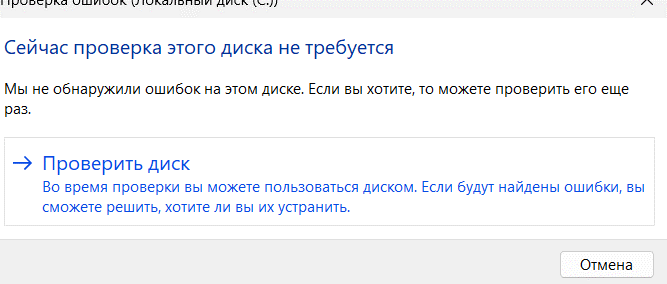 Проверка ошибок (Локальный диск (C:))
Сейчас проверка этого диска не требуется
Мы не обнаружили ошибок на этом диске. Если вы хотите, то можете проверить его еще
раз.
Проверить диск
Во время проверки вы можете пользоваться диском. Если будут найдены ошибки, вы
сможете решить, хотите ли вы их устранить.
Отмена